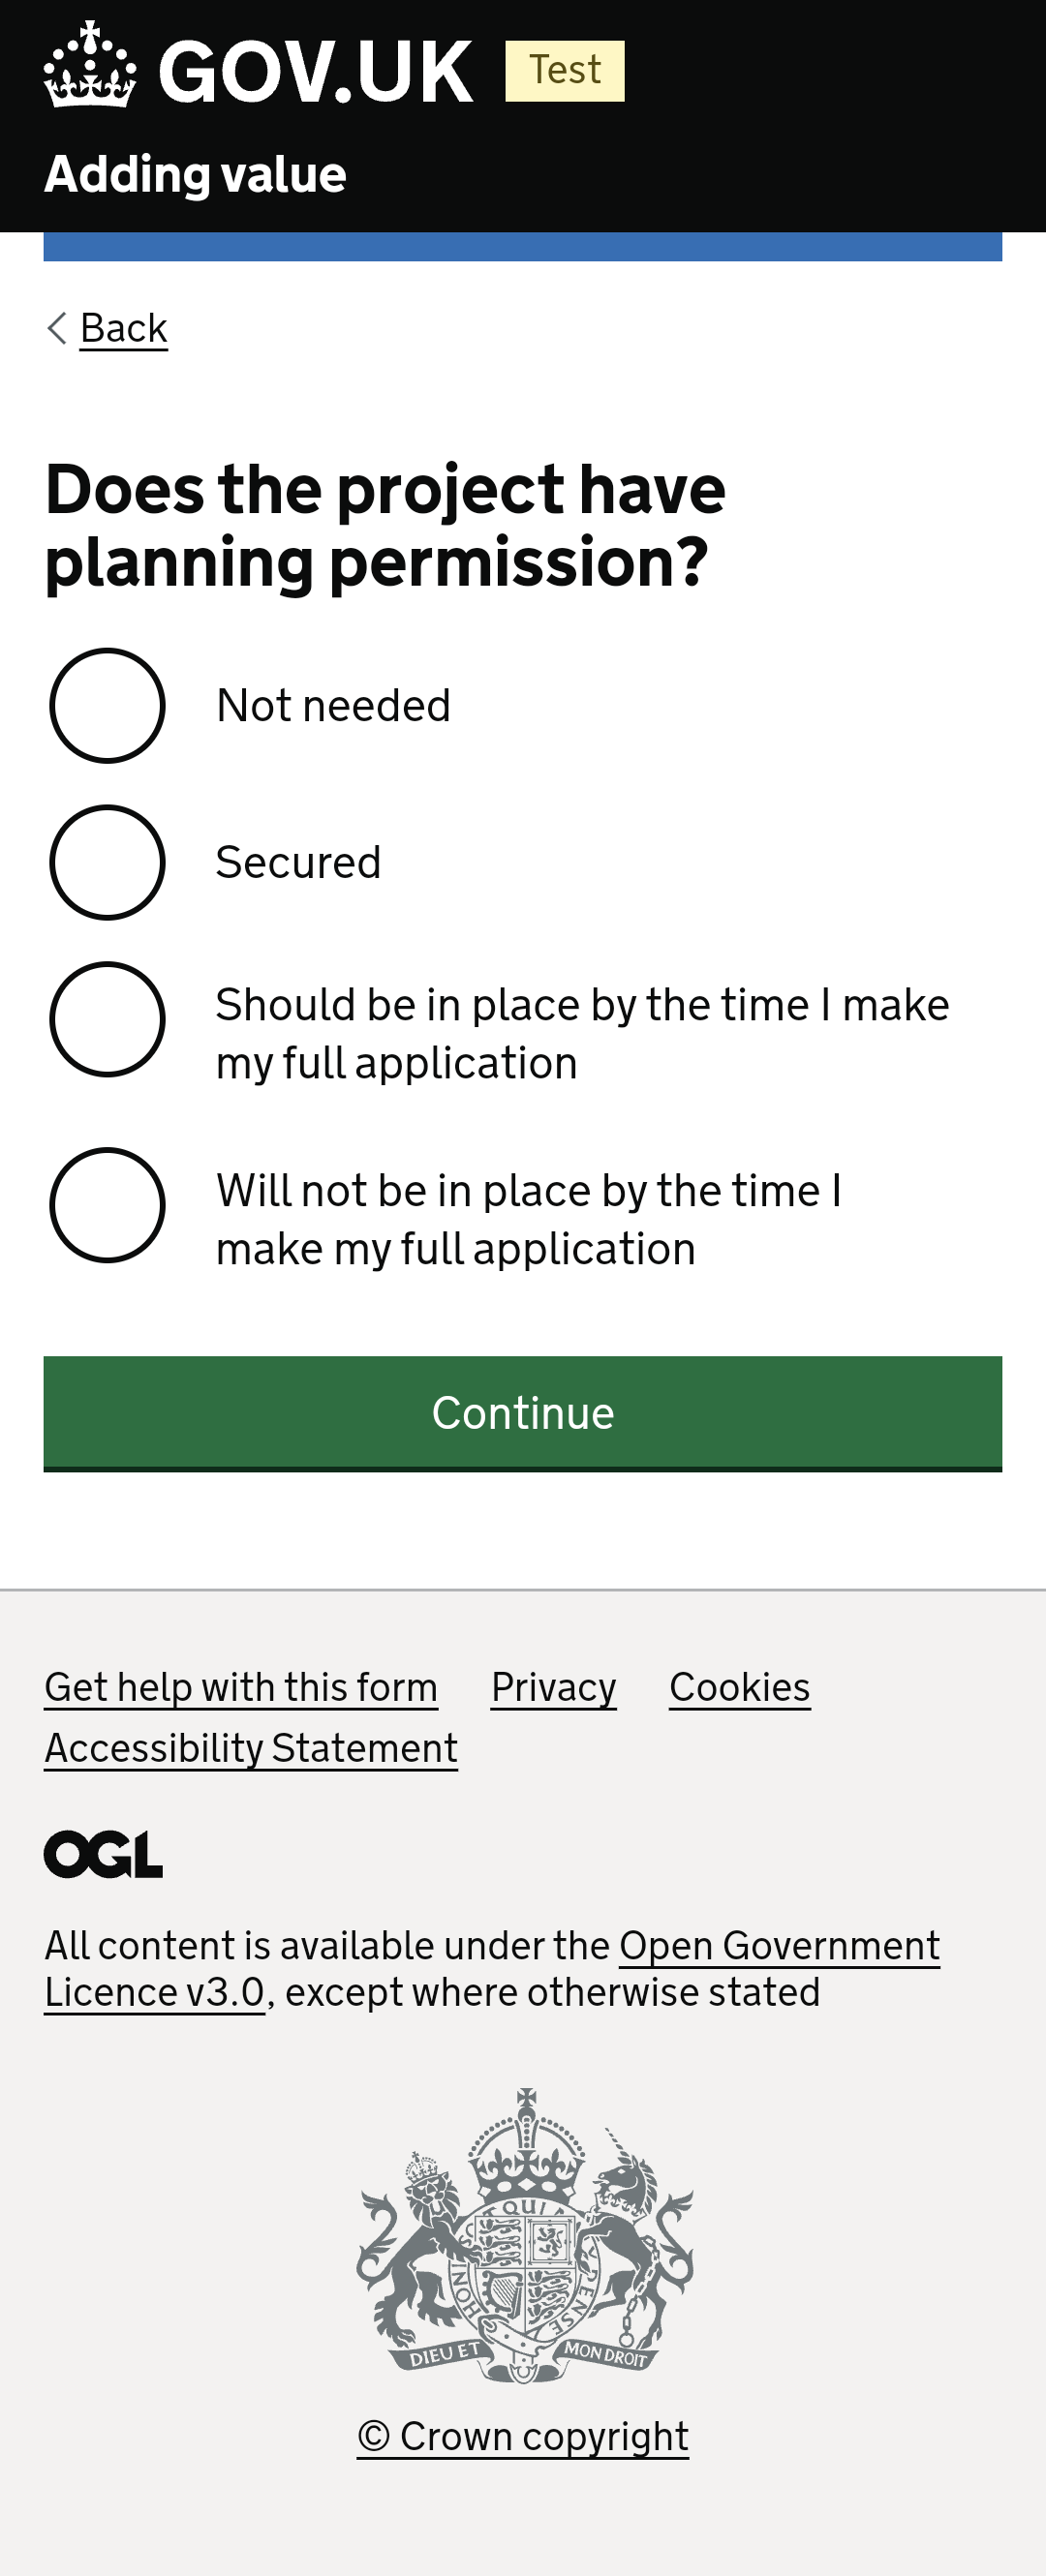 GOV.UK Test
Adding value
Back
Does the project have
planning permission?
Not needed
Secured
Should be in place by the time I make
my full application
Will not be in place by the time I
make my full application
Continue
Get help with this form Privacy Cookies
Accessibility Statement
OGL
All content is available under the Open Government
Licence v3.0, except where otherwise stated
DIEU ET MON DROIT
© Crown copyright